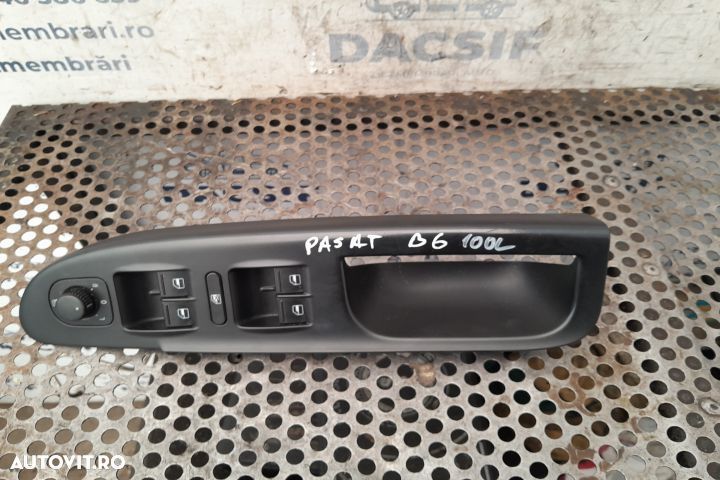 DACSIF
membrari.ro
membrări
PASAT B6 100L
AUTOVIT.RO